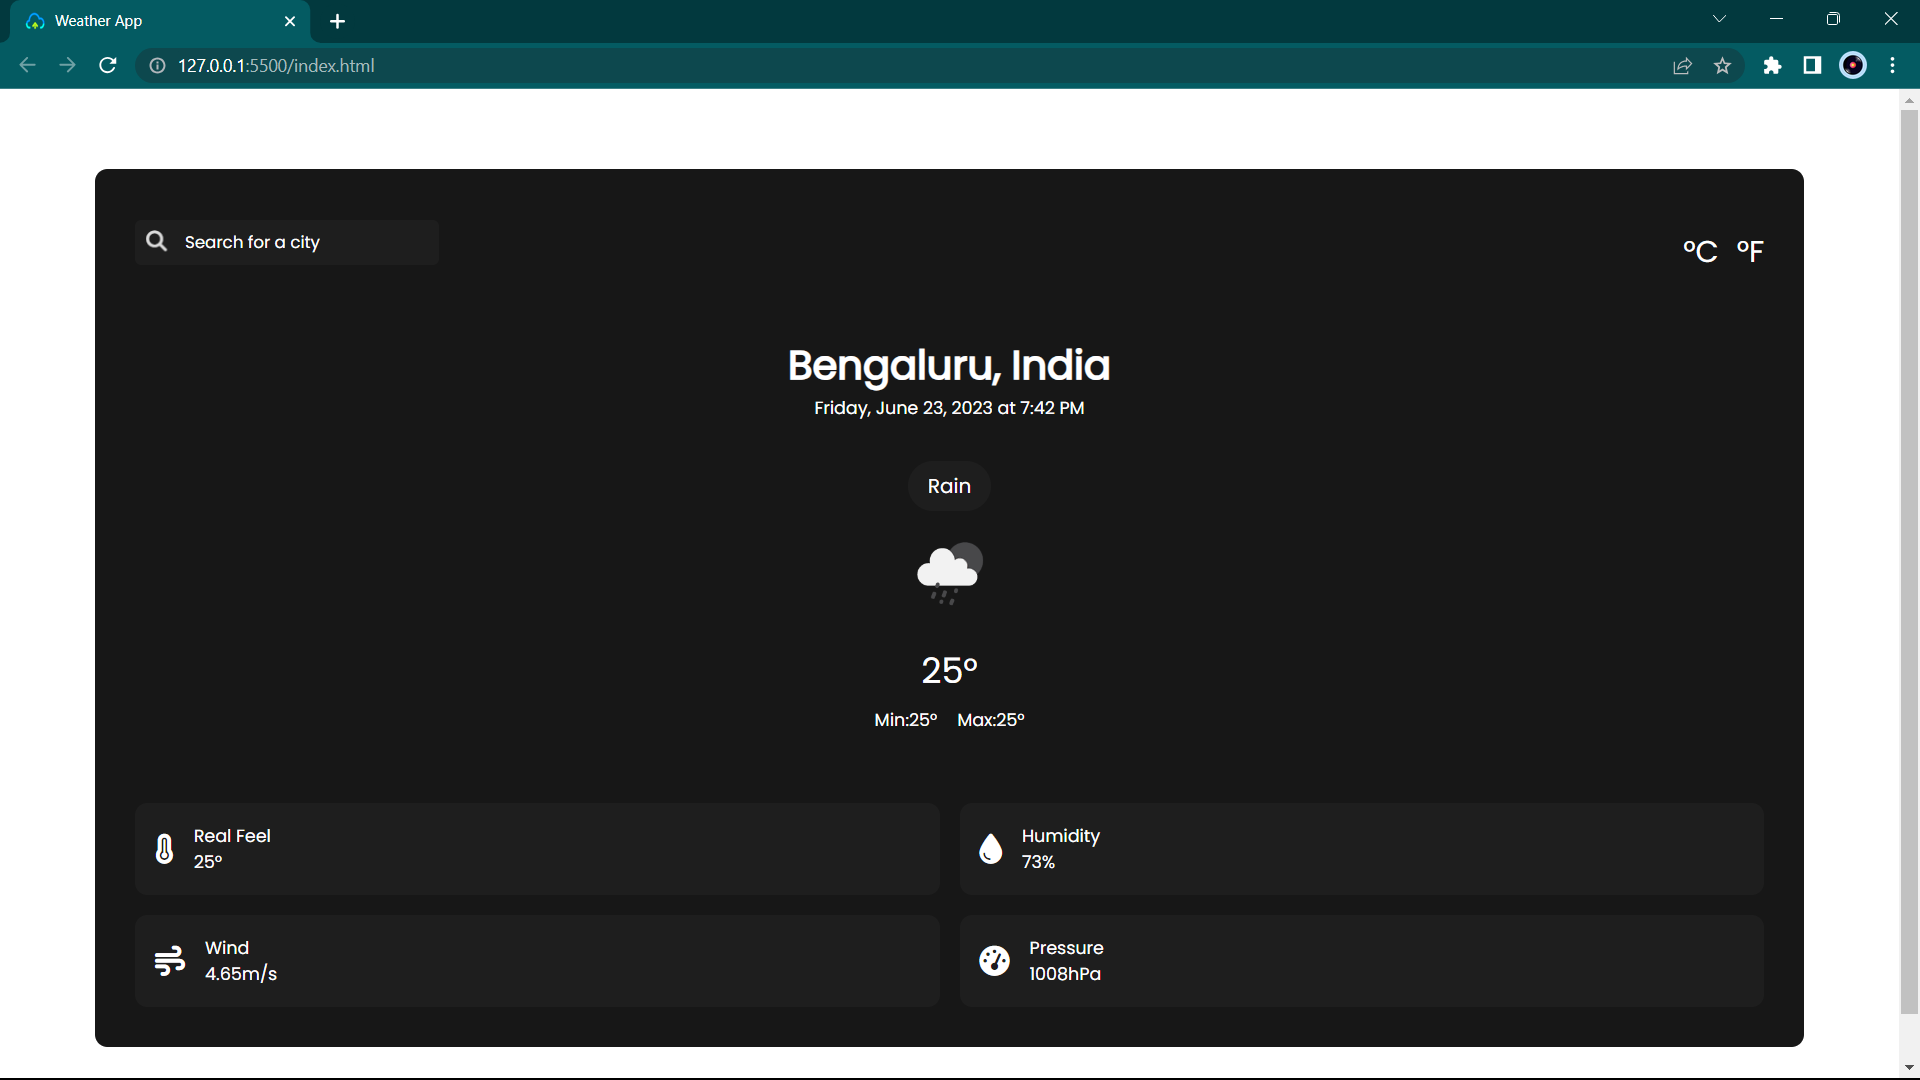 Weather App
127.0.0.1:5500/index.html
Search for a city
°C °F
Bengaluru, India
Friday, June 23, 2023 at 7:42 PM
Rain
25°
Min:25° Max:25°
Real Feel
25°
Humidity
73%
Wind
4.65m/s
Pressure
1008hPa